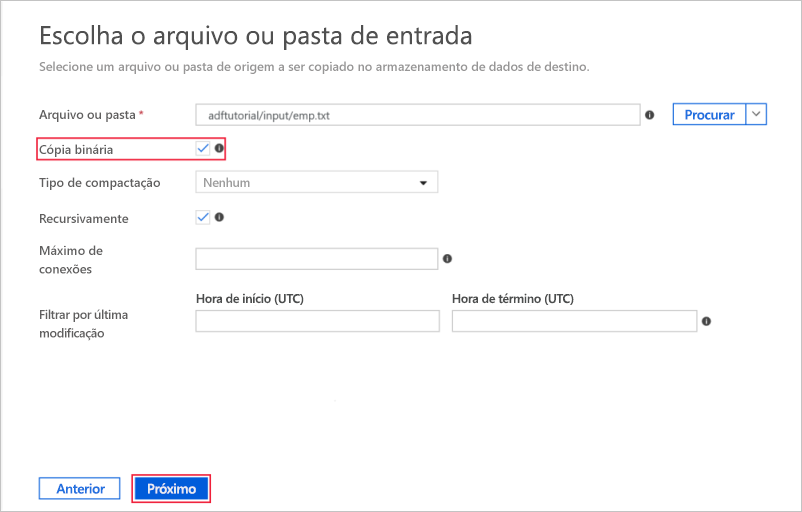 Escolha o arquivo ou pasta de entrada
Selecione um arquivo ou pasta de origem a ser copiado no armazenamento de dados de destino.
Arquivo ou pasta * adftutorial/input/emp.txt Procurar
Cópia binária
Tipo de compactação Nenhum
Recursivamente
Máximo de
conexões
Hora de início (UTC) Hora de término (UTC)
Filtrar por última
modificação
Anterior Próximo